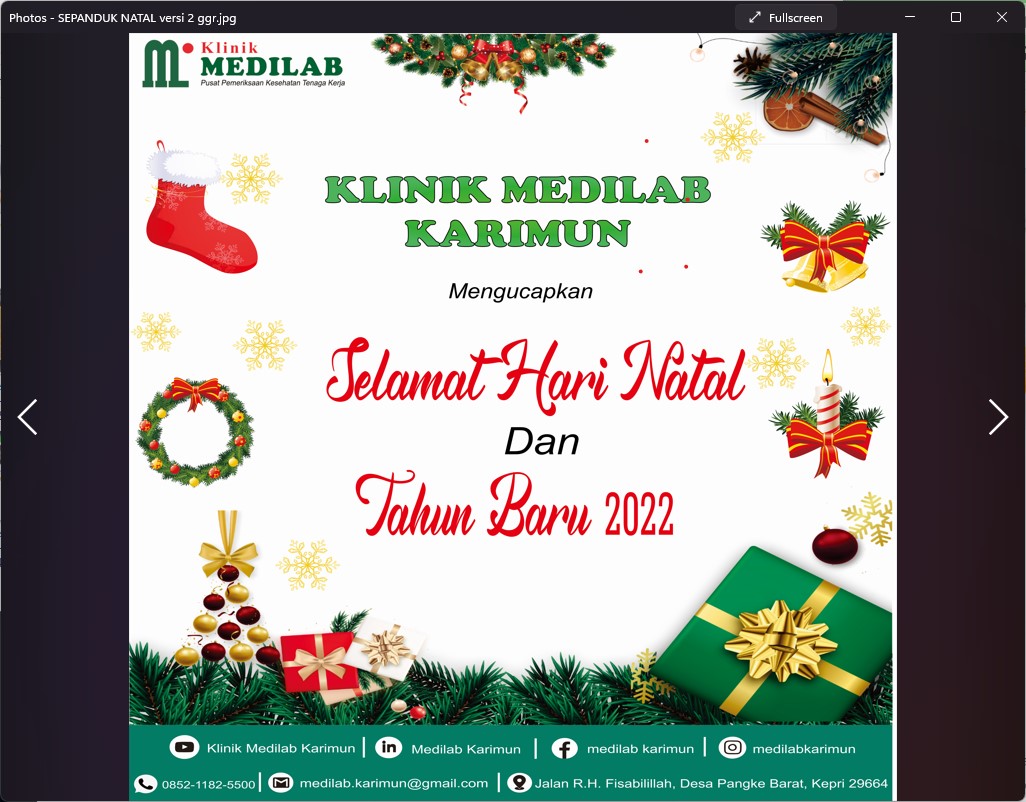 Photos - SEPANDUK NATAL versi 2 ggr.jpg
Fullscreen
Klinik
MEDILAB
Pusat Pemeriksaan Kesehatan Tenaga Kerja
KLINIK MEDILAB
KARIMUN
Mengucapkan
Selamat Hari Natal
Dan
Tahun Baru 2022
Klinik Medilab Karimun | Medilab Karimun | medilab karimun | medilabkarimun
0852-1182-5500 | medilab.karimun@gmail.com | Jalan R.H. Fisabilillah, Desa Pangke Barat, Kepri 29664